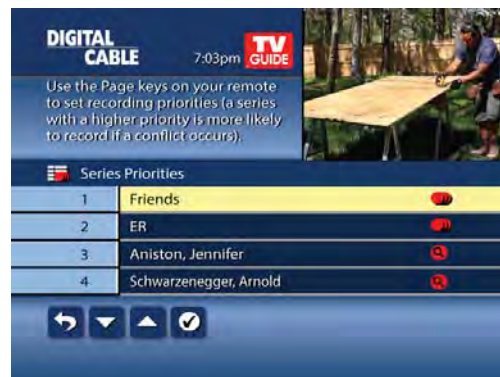 DIGITAL
CABLE
7:03pm
TV
GUIDE
Use the Page keys on your remote
to set recording priorities (a series
with a higher priority is more likely
to record if a conflict occurs).
Series Priorities
1 Friends
2 ER
3 Aniston, Jennifer
4 Schwarzenegger, Arnold